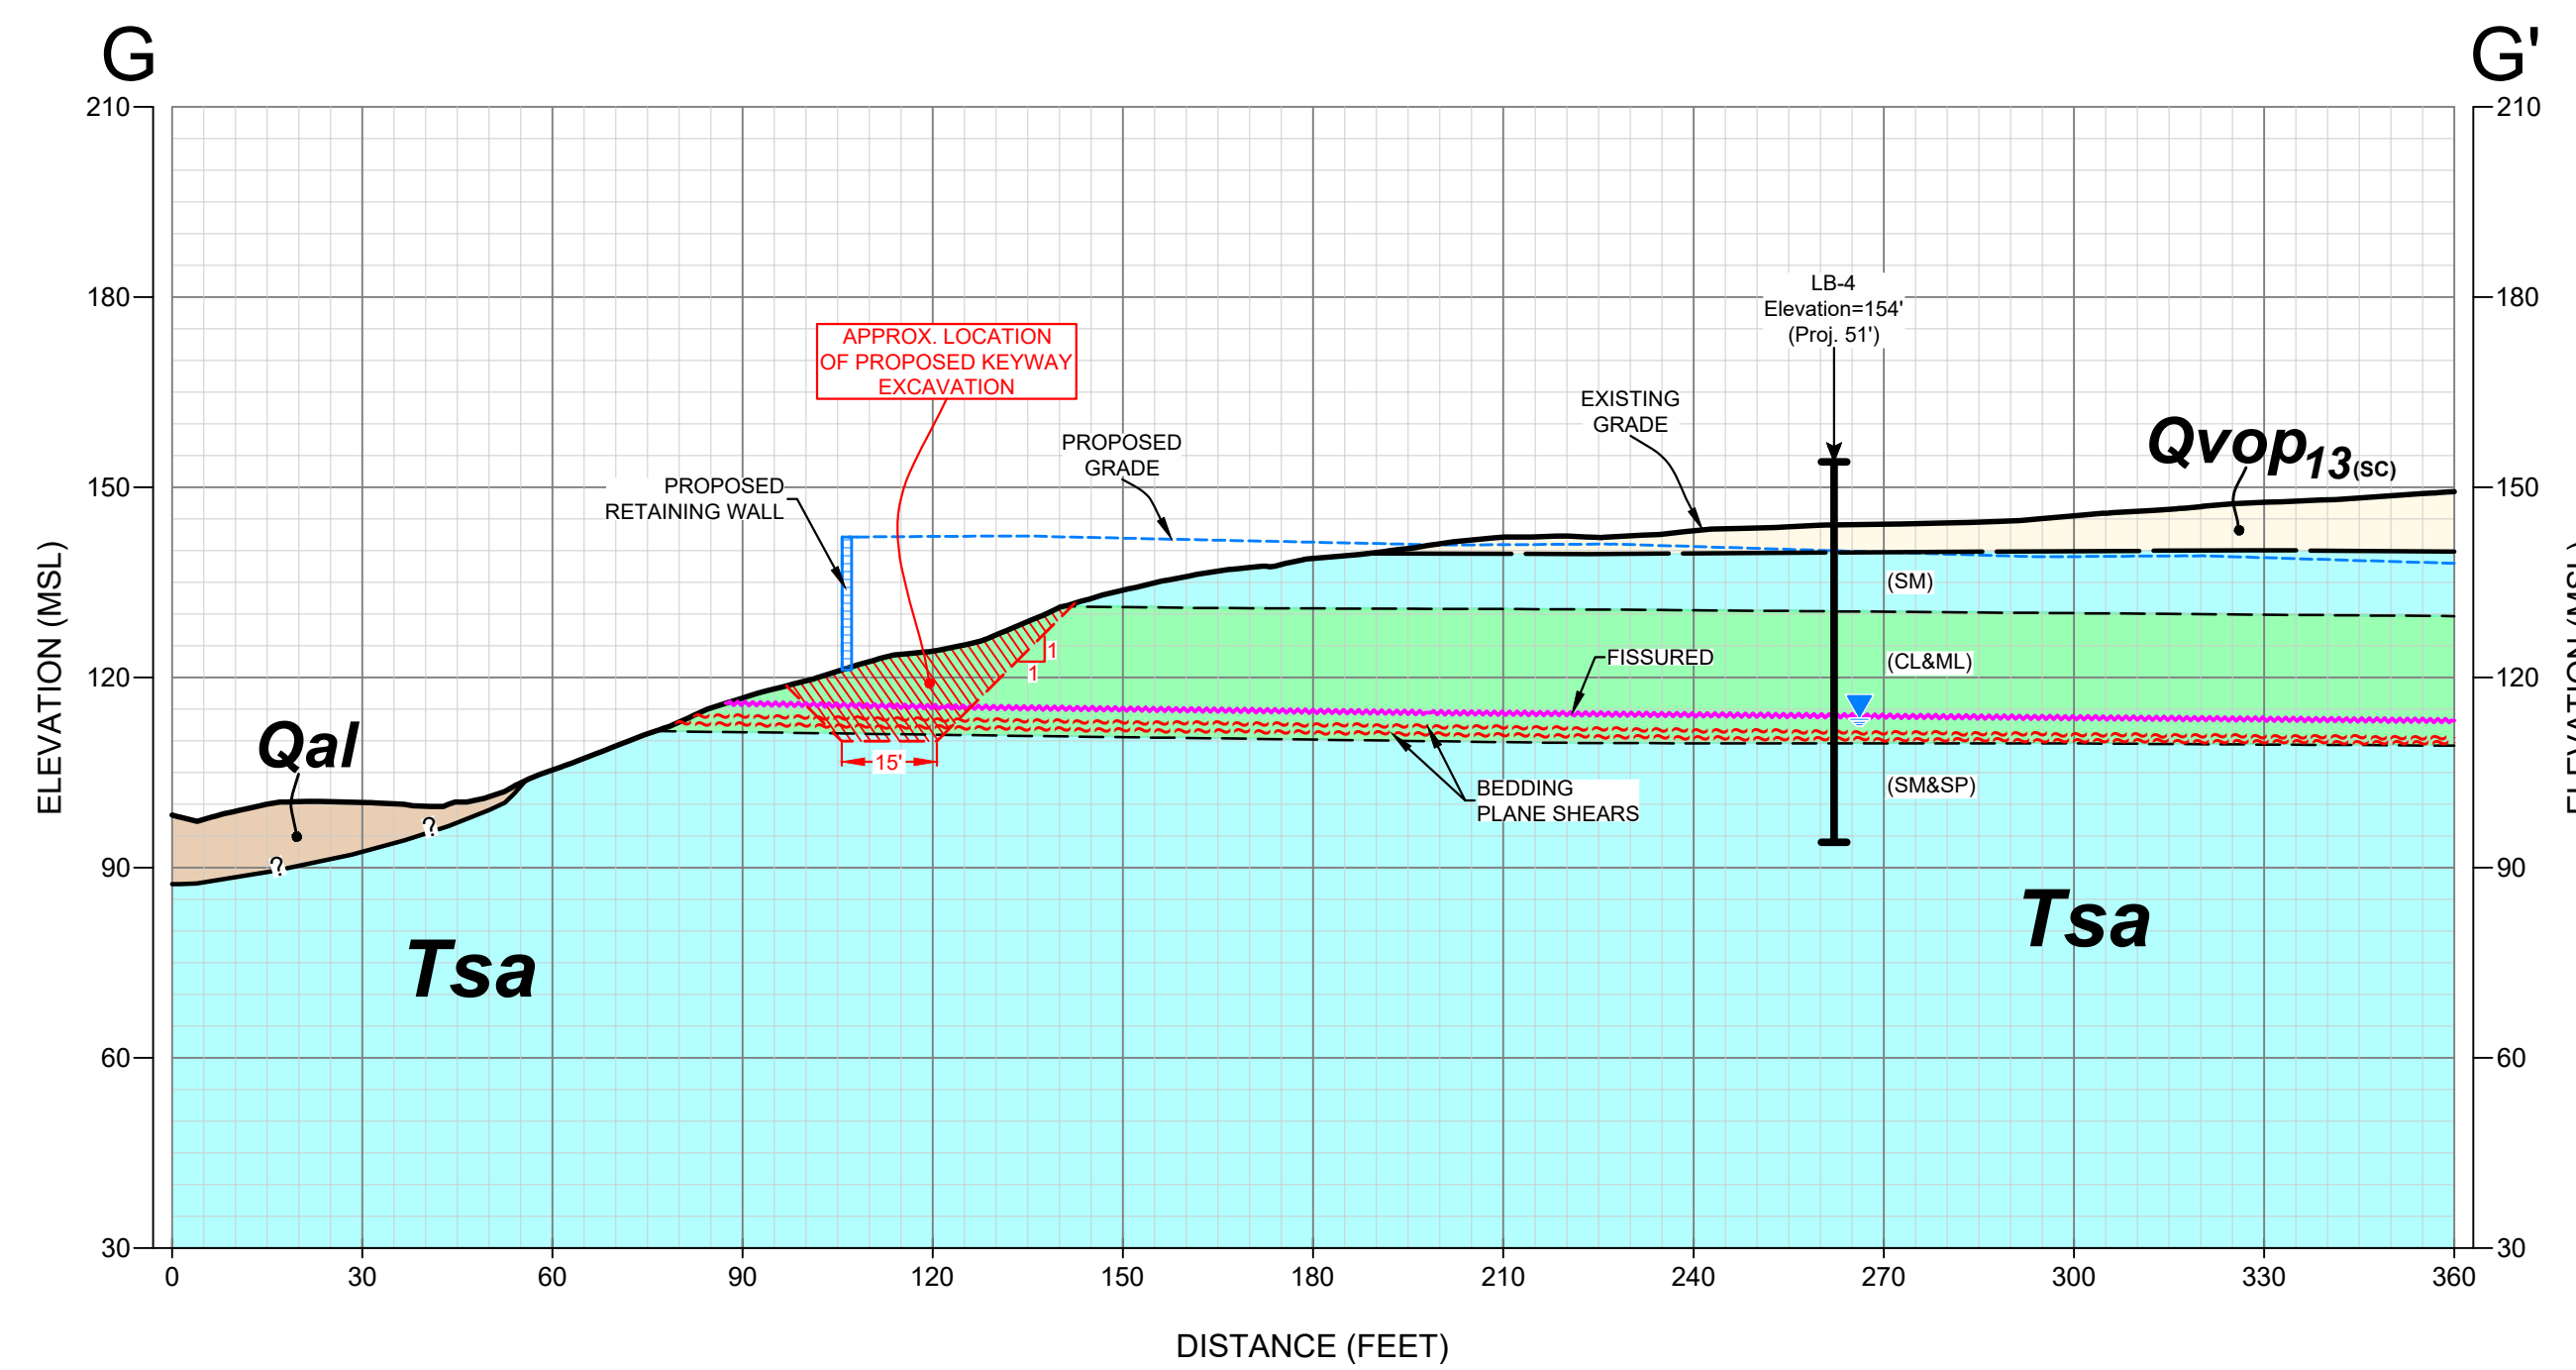 G
G'
210
180
150
120
90
60
30
210
180
150
120
90
60
30
ELEVATION (MSL)
ELEVATION (MSL)
LB-4
Elevation=154'
(Proj. 51')
APPROX. LOCATION
OF PROPOSED KEYWAY
EXCAVATION
EXISTING
GRADE
PROPOSED
GRADE
Qvop13(SC)
PROPOSED
RETAINING WALL
(SM)
1
1
FISSURED
(CL&ML)
Qal
15'
BEDDING
PLANE SHEARS
(SM&SP)
?
?
Tsa
Tsa
0
30
60
90
120
150
180
210
240
270
300
330
360
DISTANCE (FEET)